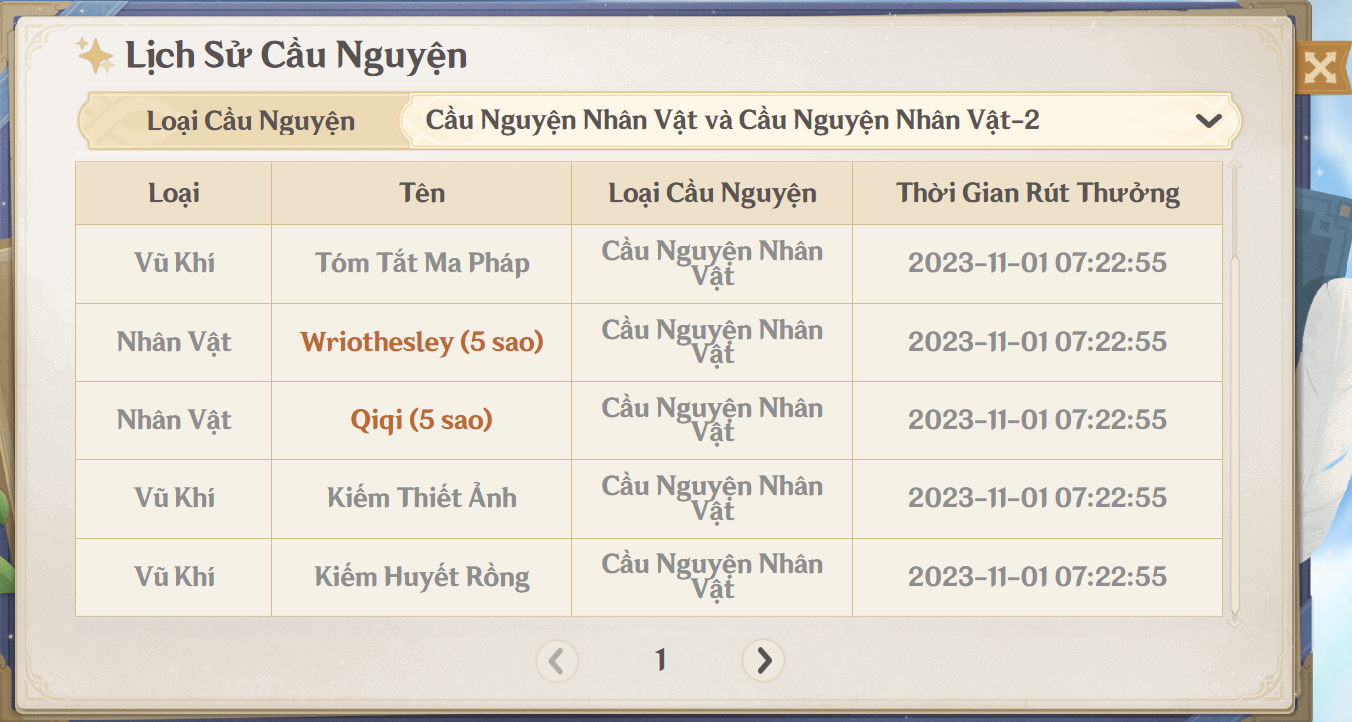 Lịch Sử Cầu Nguyện
Loại Cầu Nguyện
Cầu Nguyện Nhân Vật và Cầu Nguyện Nhân Vật-2
Loại Tên Loại Cầu Nguyện Thời Gian Rút Thưởng
Vũ Khí Tóm Tắt Ma Pháp Cầu Nguyện Nhân Vật 2023-11-01 07:22:55
Nhân Vật Wriothesley (5 sao) Cầu Nguyện Nhân Vật 2023-11-01 07:22:55
Nhân Vật Qiqi (5 sao) Cầu Nguyện Nhân Vật 2023-11-01 07:22:55
Vũ Khí Kiếm Thiết Ảnh Cầu Nguyện Nhân Vật 2023-11-01 07:22:55
Vũ Khí Kiếm Huyết Rồng Cầu Nguyện Nhân Vật 2023-11-01 07:22:55
1